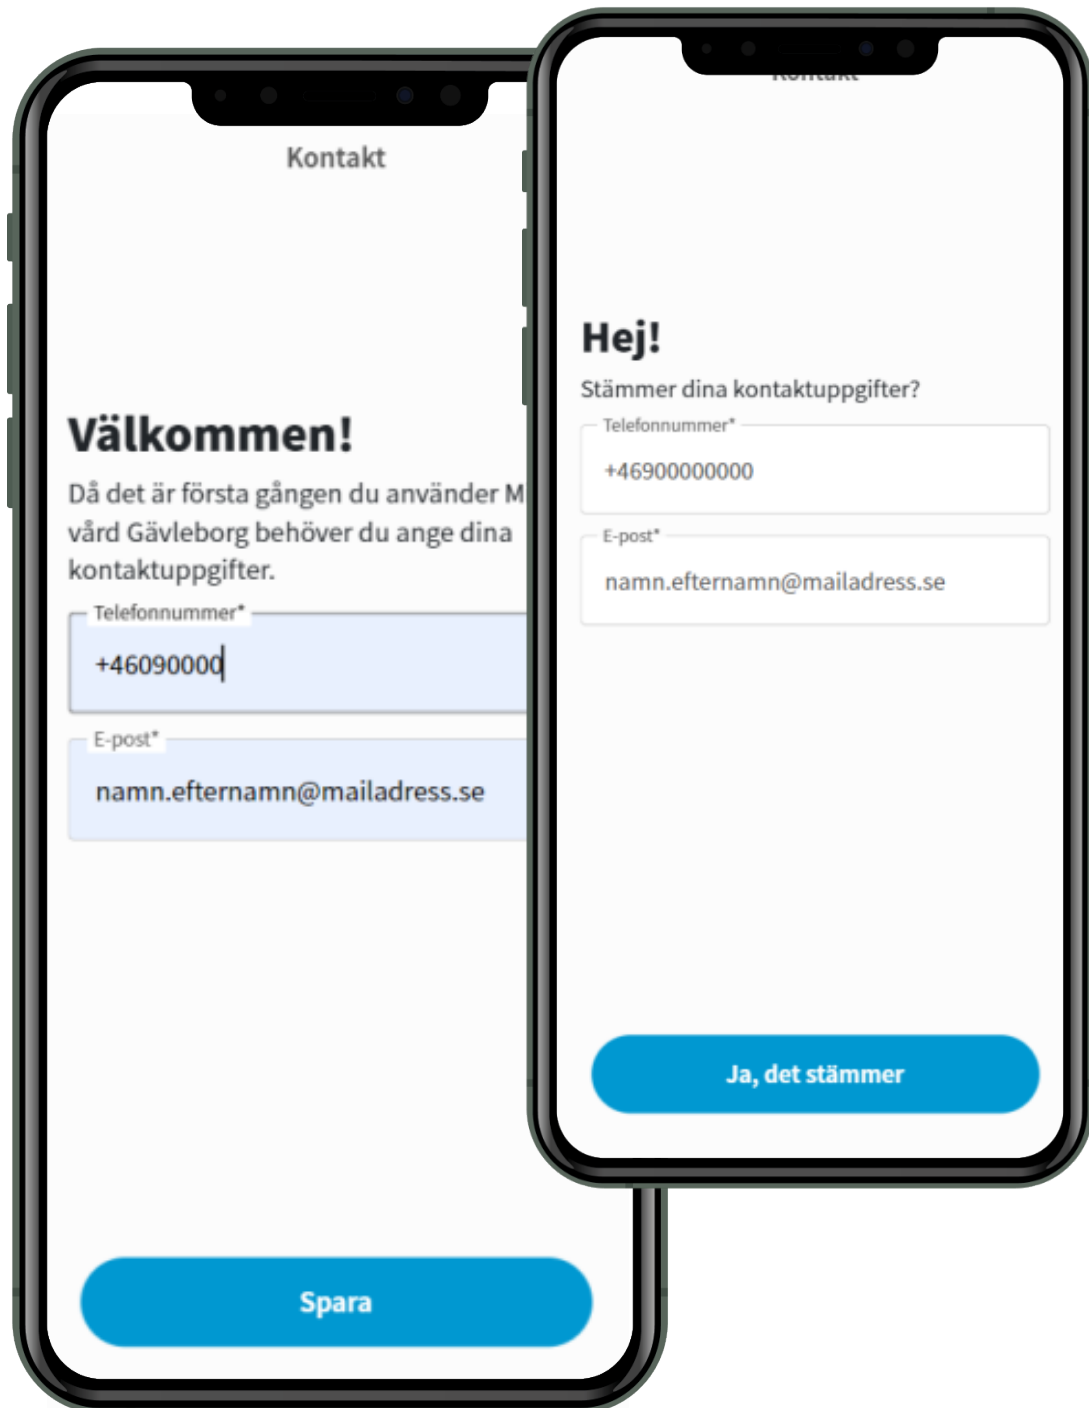 Kontakt
Välkommen!
Då det är första gången du använder M
vård Gävleborg behöver du ange dina
kontaktuppgifter.
Telefonnummer*
+46090000
E-post*
namn.efternamn@mailadress.se
Spara
Kontakt
Hej!
Stämmer dina kontaktuppgifter?
Telefonnummer*
+46900000000
E-post*
namn.efternamn@mailadress.se
Ja, det stämmer